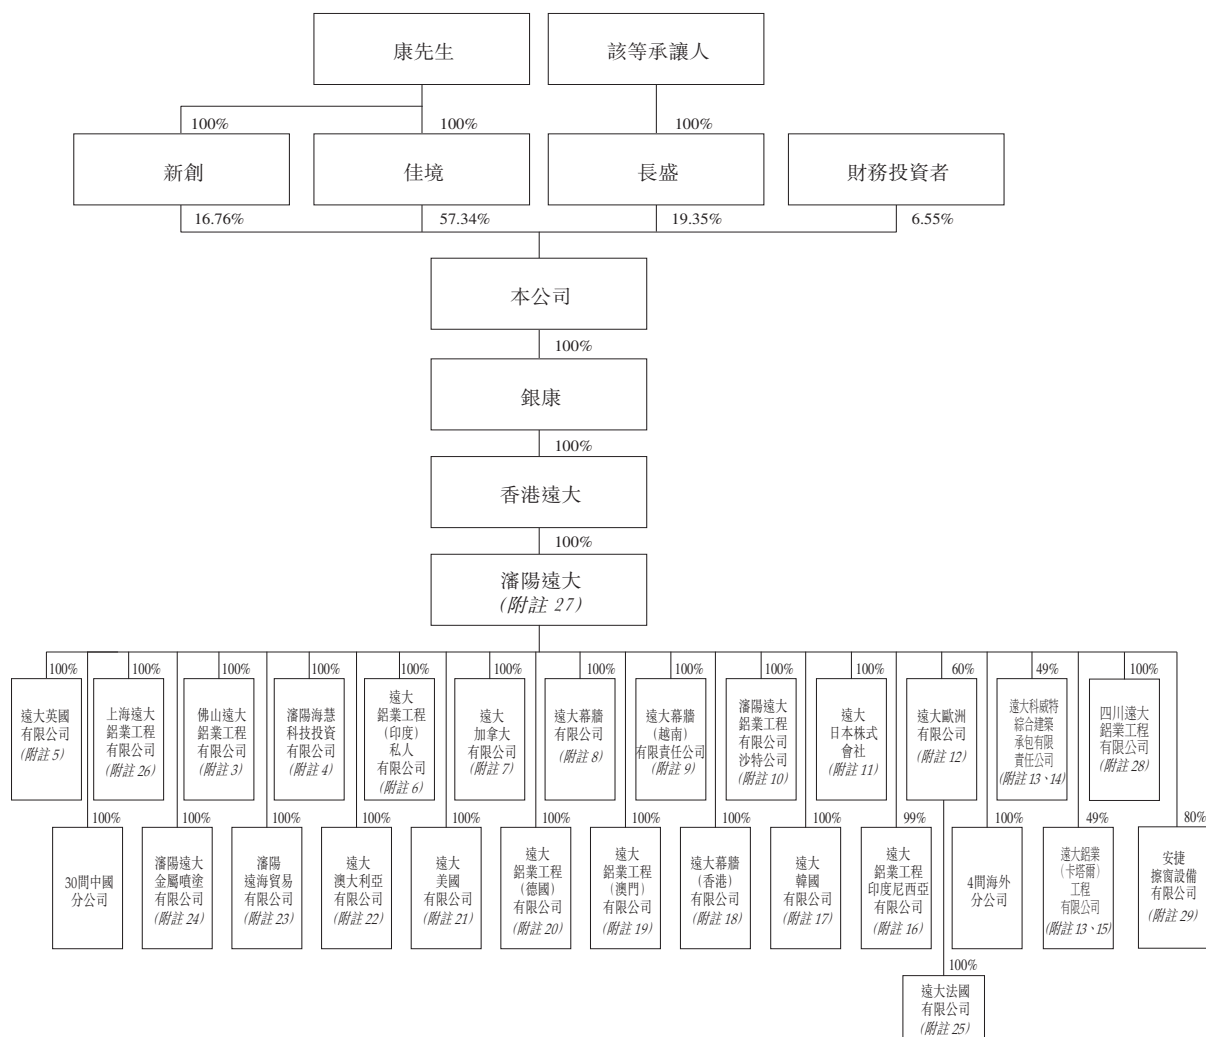 康先生
該等承讓人
100%
100%
100%
新創
佳境
長盛
財務投資者
16.76%
57.34%
19.35%
6.55%
本公司
100%
銀康
100%
香港遠大
100%
瀋陽遠大
(附註 27)
100%
遠大英國
有限公司
(附註 5)
100%
上海遠大
鋁業工程
有限公司
(附註 26)
100%
佛山遠大
鋁業工程
有限公司
(附註 3)
100%
瀋陽海慧
科技投資
有限公司
(附註 4)
100%
遠大
鋁業工程
(印度)
私人
有限公司
(附註 6)
100%
遠大
加拿大
有限公司
(附註 7)
100%
遠大幕牆
有限公司
(附註 8)
100%
遠大幕牆
(越南)
有限責任公司
(附註 9)
100%
瀋陽遠大
鋁業工程
有限公司
沙特公司
(附註 10)
100%
遠大
日本株式
會社
(附註 11)
60%
遠大歐洲
有限公司
(附註 12)
49%
遠大科威特
綜合建築
承包有限
責任公司
(附註 13、14)
100%
四川遠大
鋁業工程
有限公司
(附註 28)
100%
30間中國
分公司
100%
瀋陽遠大
金屬噴塗
有限公司
(附註 24)
100%
瀋陽
遠海貿易
有限公司
(附註 23)
100%
遠大
澳大利亞
有限公司
(附註 22)
100%
遠大
美國
有限公司
(附註 21)
100%
遠大
鋁業工程
(德國)
有限公司
(附註 20)
100%
遠大
鋁業工程
(澳門)
有限公司
(附註 19)
100%
遠大幕牆
(香港)
有限公司
(附註 18)
100%
遠大
韓國
有限公司
(附註 17)
99%
遠大
鋁業工程
印度尼西亞
有限公司
(附註 16)
100%
4間海外
分公司
49%
遠大鋁業
(卡塔爾)
工程
有限公司
(附註 13、15)
80%
安捷
擦窗設備
有限公司
(附註 29)
100%
遠大法國
有限公司
(附註 25)